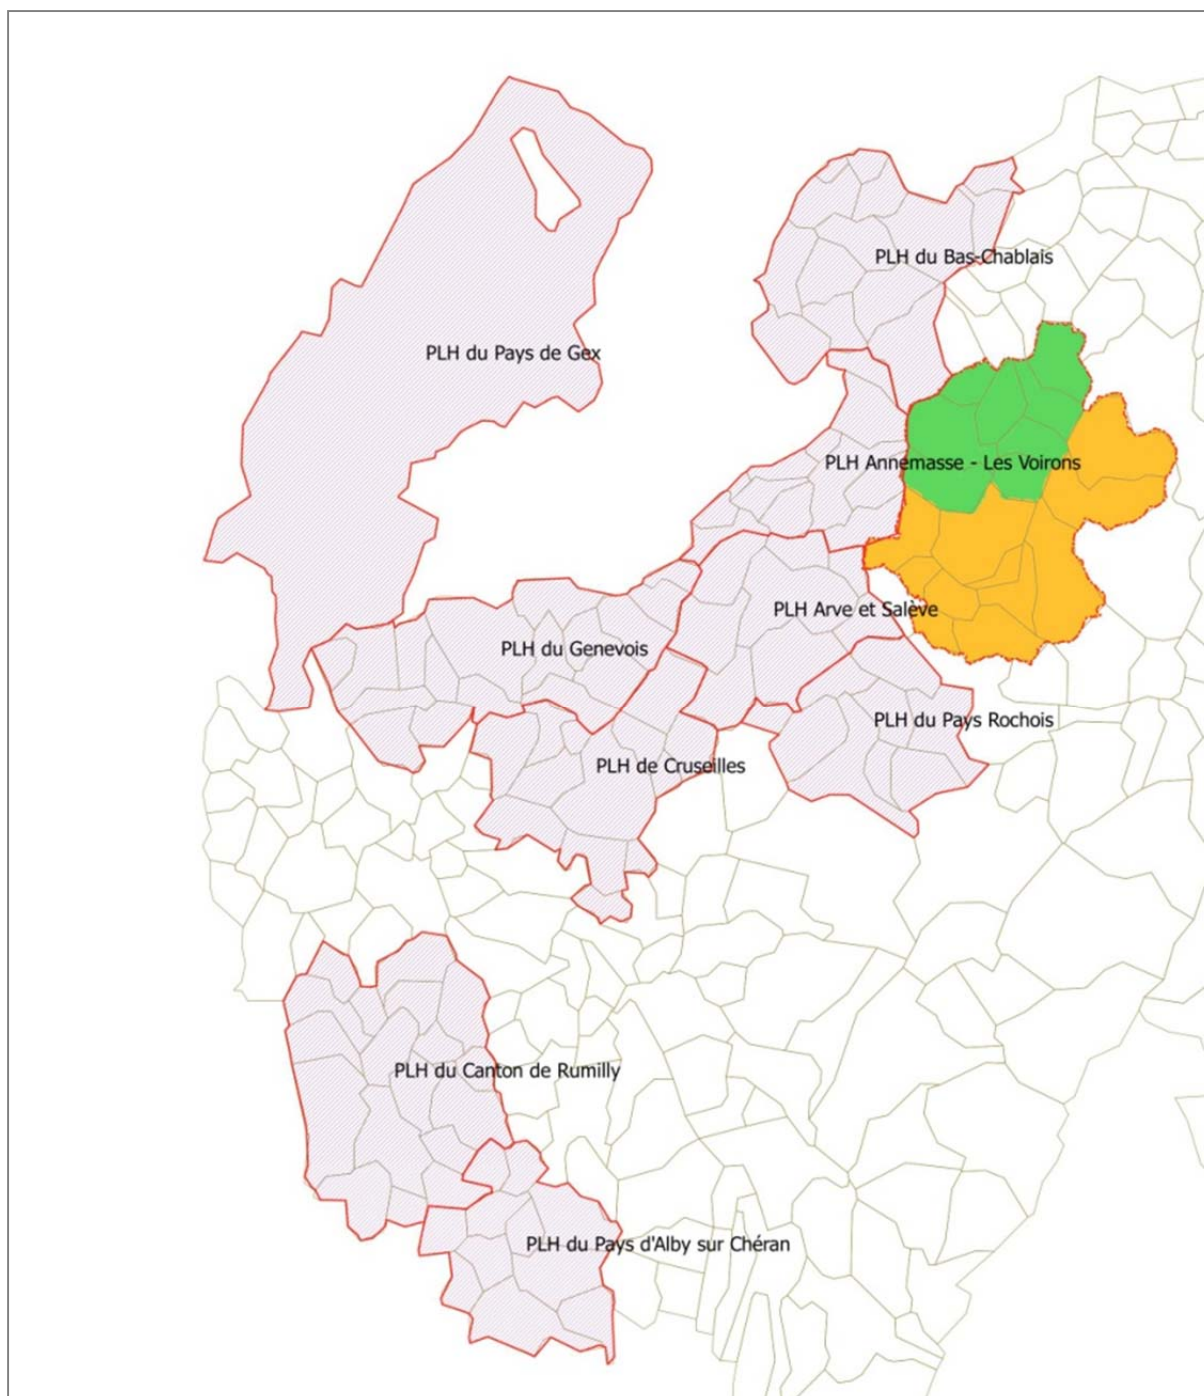 PLH du Bas-Chablais
PLH du Pays de Gex
PLH Annemasse - Les Voirons
PLH Arve et Salève
PLH du Genevois
PLH du Pays Rochois
PLH de Cruseilles
PLH du Canton de Rumilly
PLH du Pays d'Alby sur Chéran